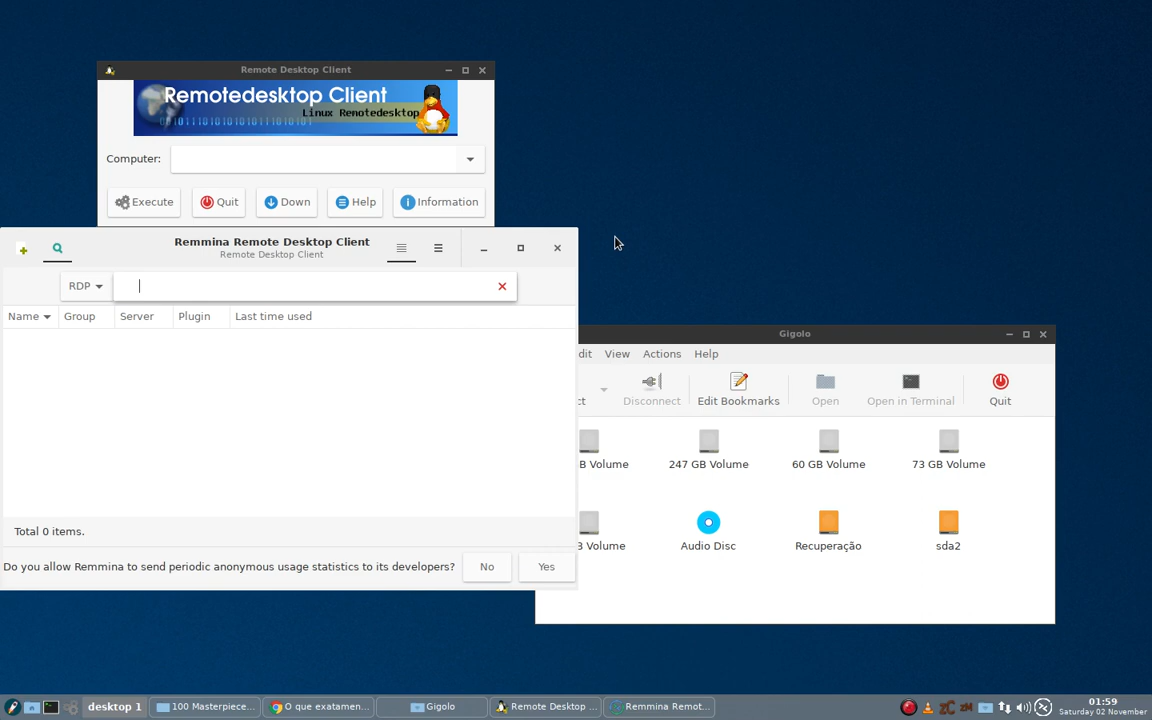 Remote Desktop Client
Remotedesktop Client
Linux Remotedesktop
Computer:
Execute Quit Down Help Information
Remmina Remote Desktop Client
Remote Desktop Client
RDP
Name Group Server Plugin Last time used
Total 0 items.
Do you allow Remmina to send periodic anonymous usage statistics to its developers? No Yes
Gigolo
dit View Actions Help
ct Disconnect Edit Bookmarks Open Open in Terminal Quit
B Volume 247 GB Volume 60 GB Volume 73 GB Volume
B Volume Audio Disc Recuperação sda2
desktop 1 100 Masterpiece... O que exatamen... Gigolo Remote Desktop ... Remmina Remot... 01:59
Saturday 02 November